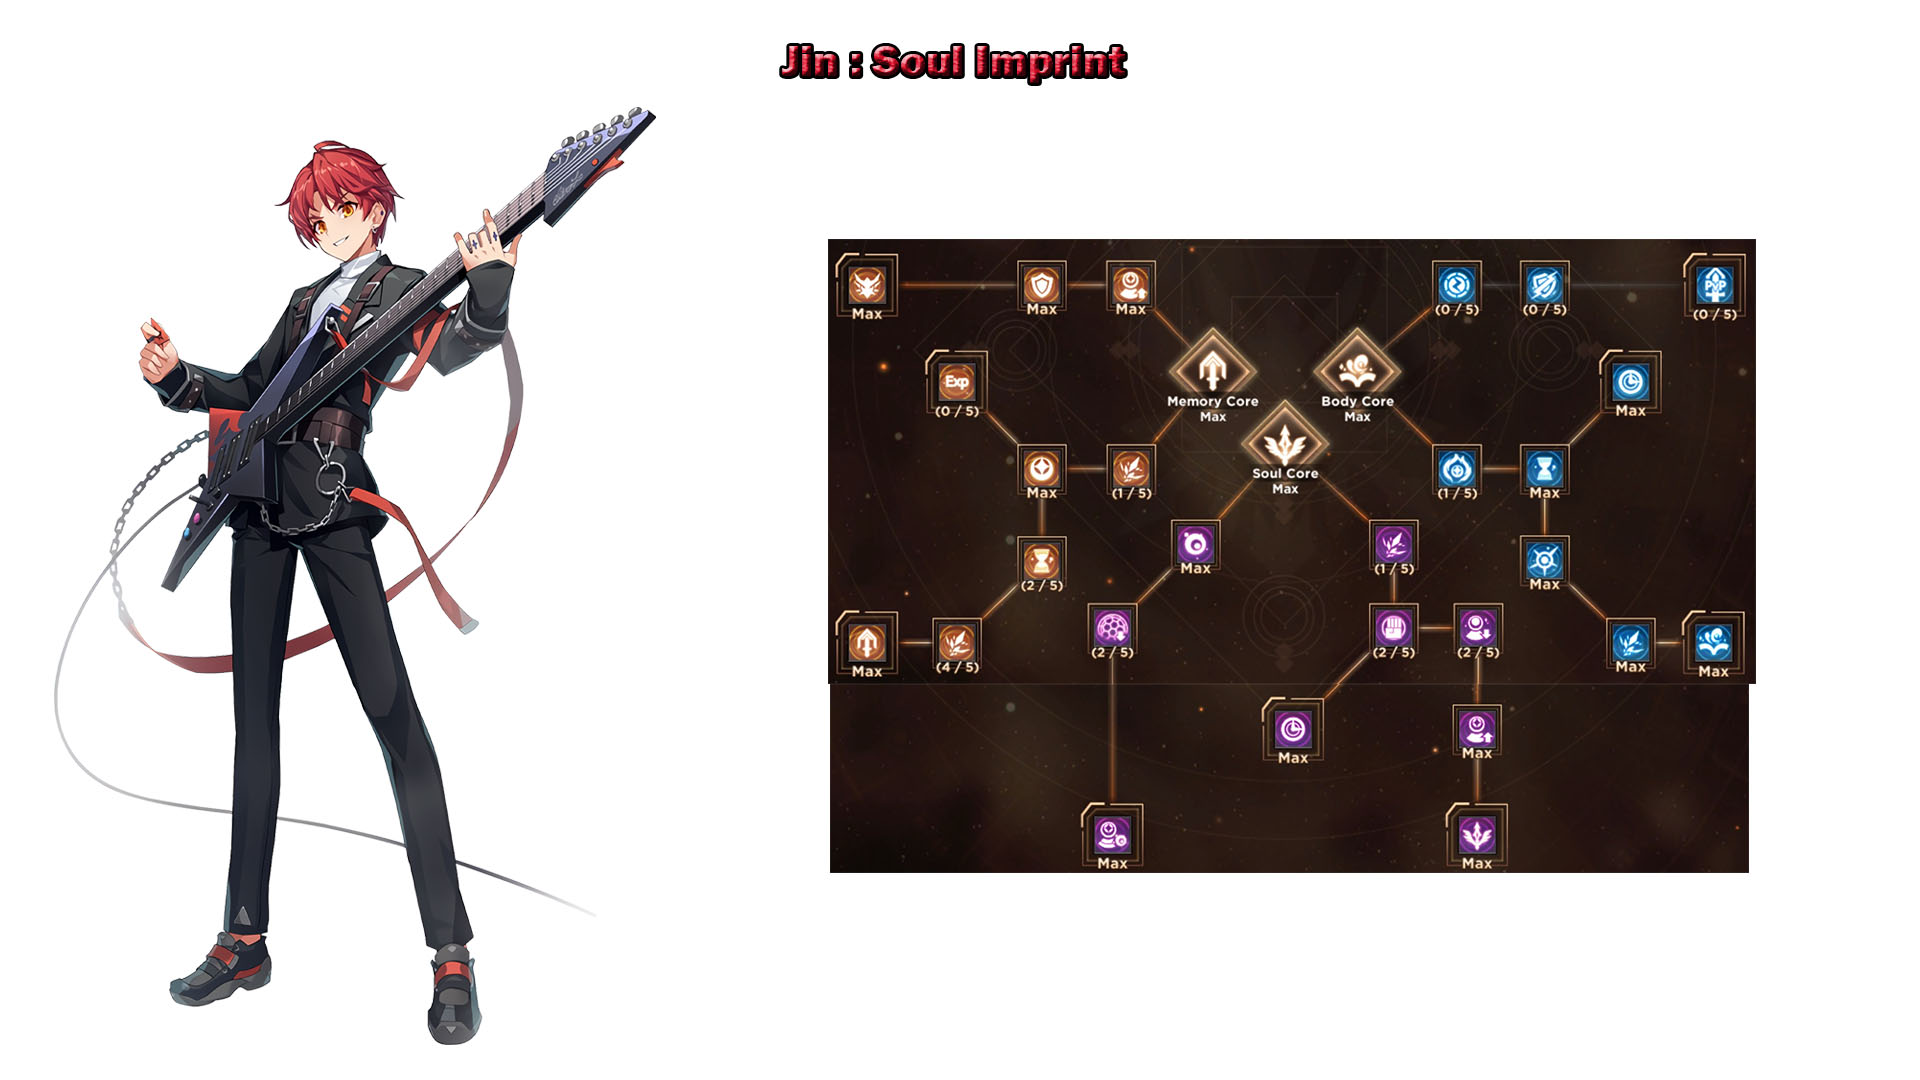 Jin : Soul Imprint
Max
Max
Max
(0 / 5)
(0 / 5)
PVP
(0 / 5)
Exp
(0 / 5)
Memory Core
Max
Body Core
Max
Max
Soul Core
Max
Max
(1 / 5)
(1 / 5)
Max
(2 / 5)
Max
(1 / 5)
Max
Max
(4 / 5)
(2 / 5)
(2 / 5)
(2 / 5)
Max
Max
Max
Max
Max
Max